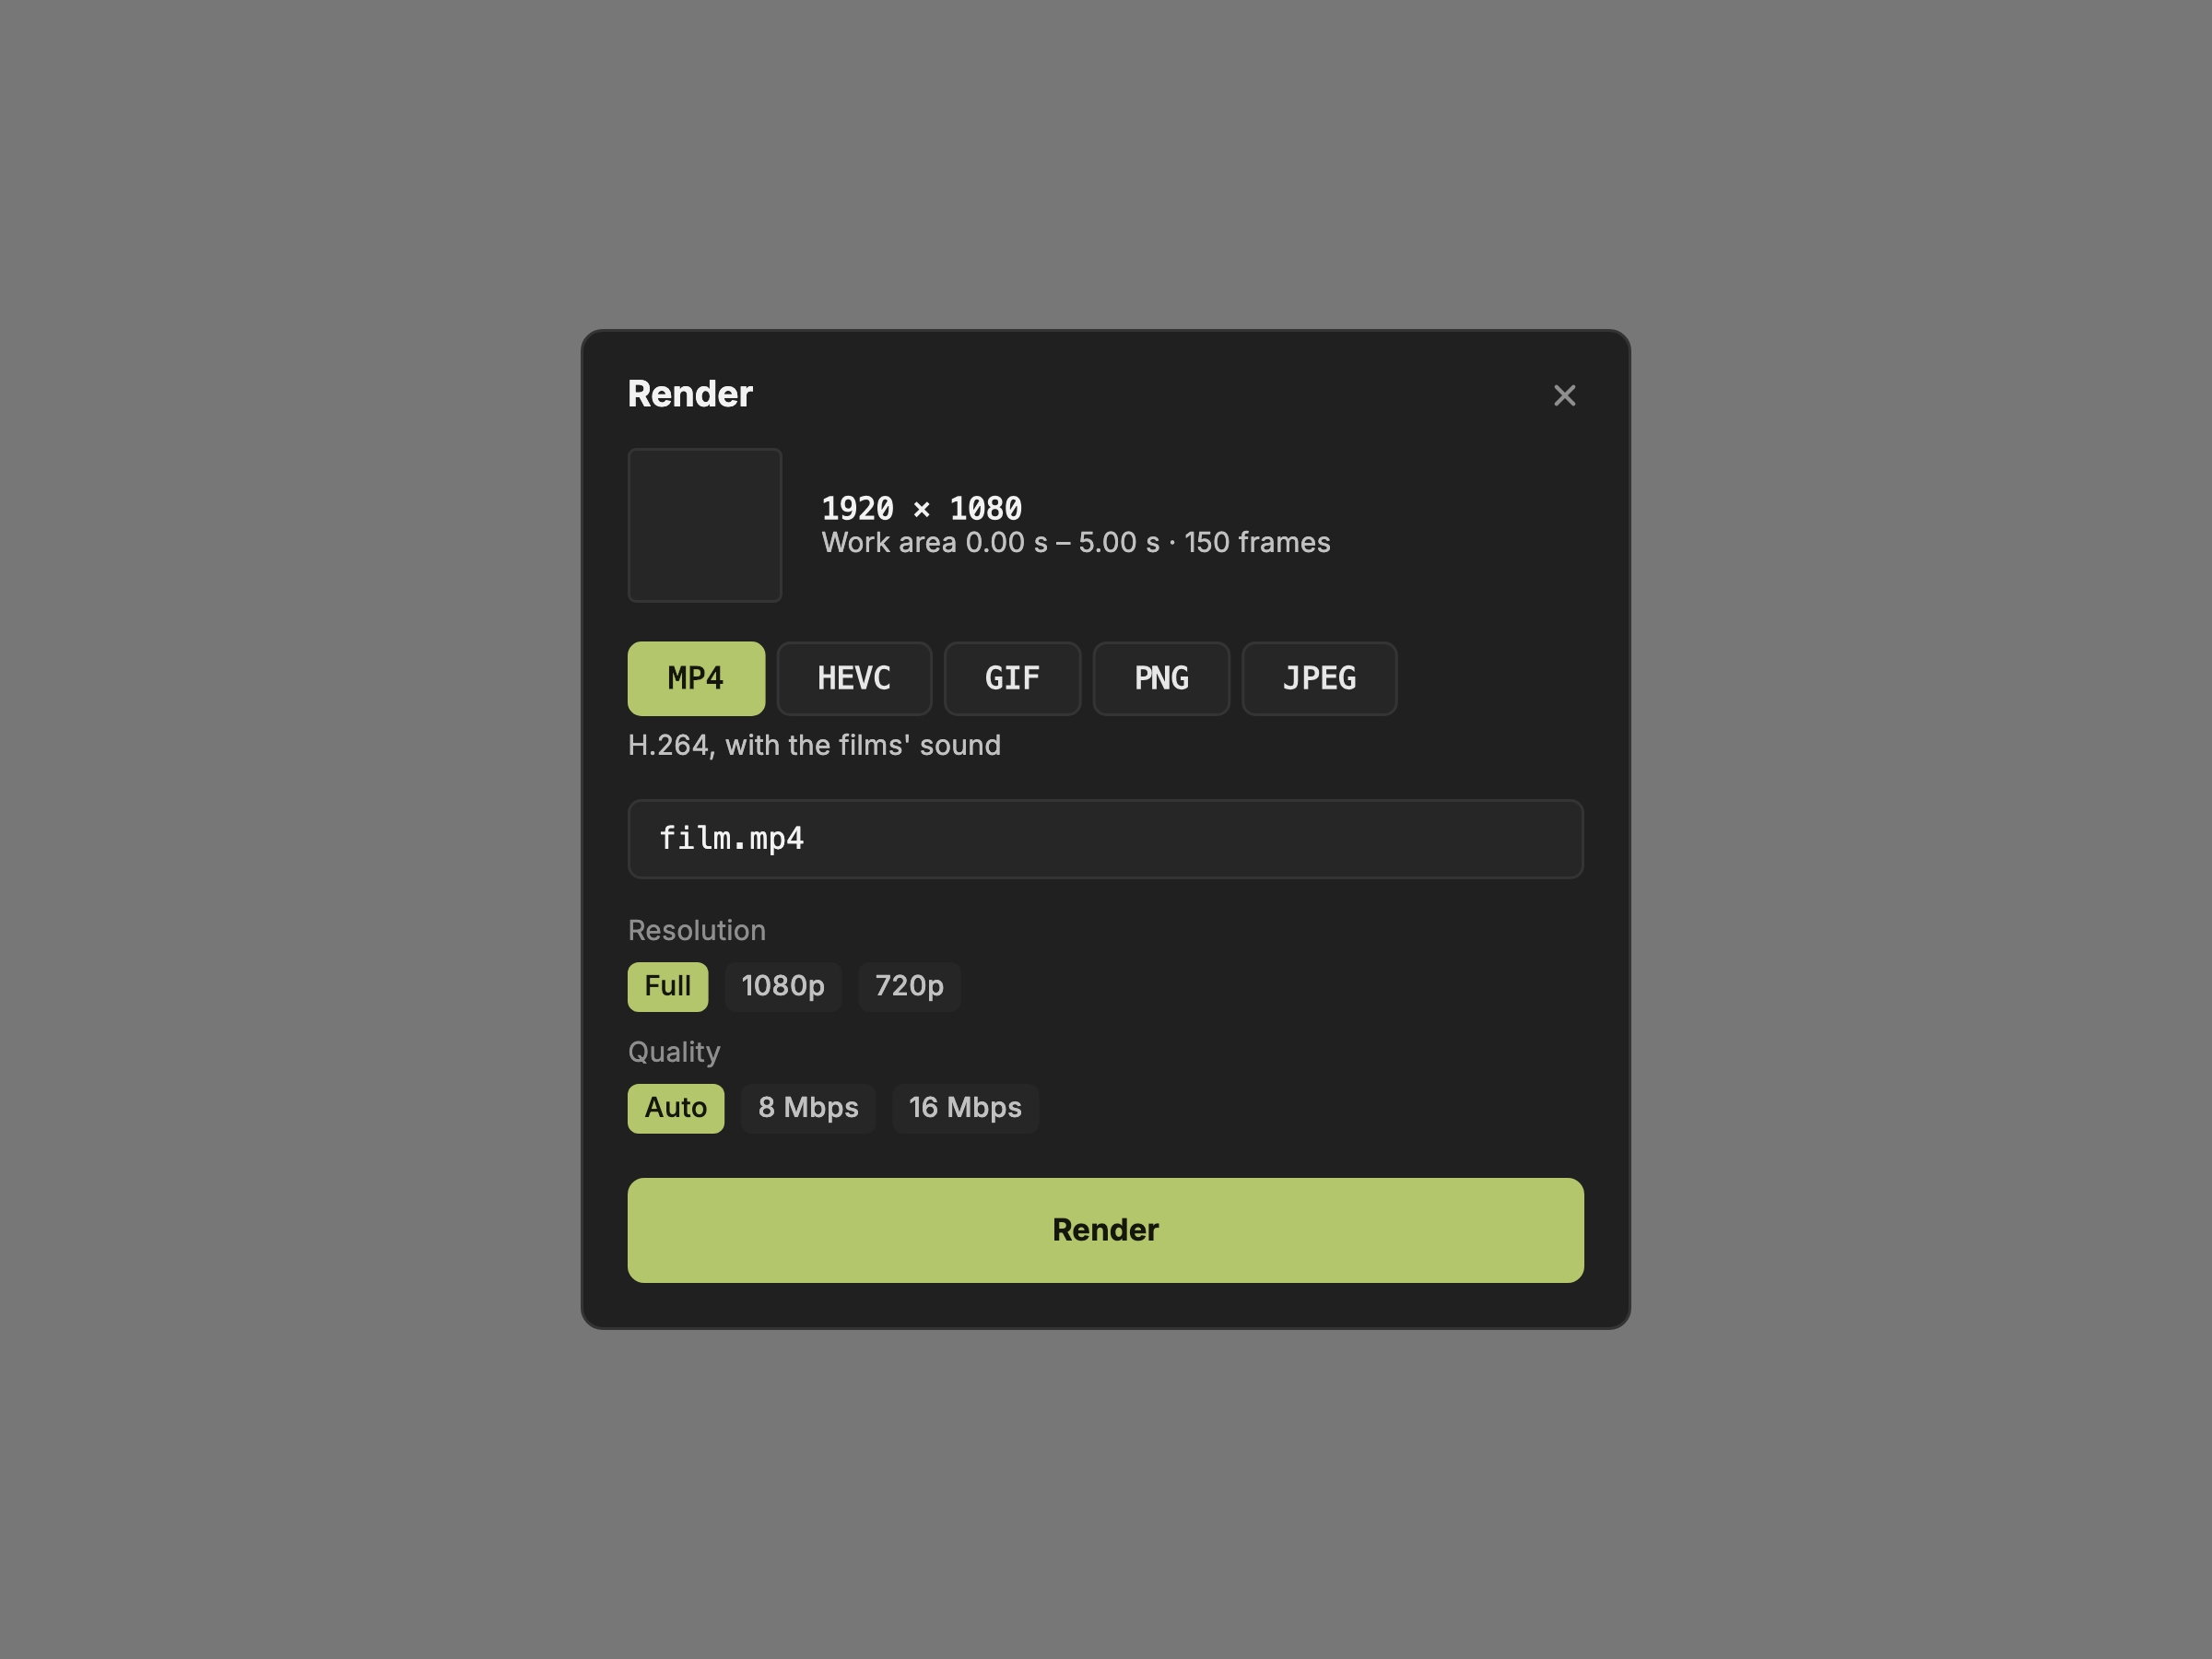 Render
1920 × 1080
Work area 0.00 s – 5.00 s · 150 frames
MP4 HEVC GIF PNG JPEG
H.264, with the films' sound
film.mp4
Resolution
Full 1080p 720p
Quality
Auto 8 Mbps 16 Mbps
Render